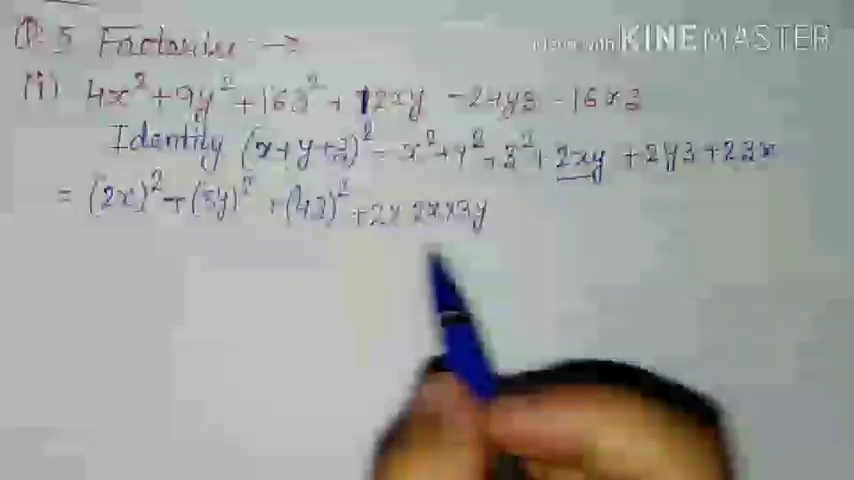 Q. 5 Factorise →
Made with KINEMASTER
(i) 4x² + 9y² + 16z² + 12xy - 24yz - 16xz
Identity (x+y+z)² = x² + y² + z² + 2xy + 2yz + 2zx
= (2x)² + (3y)² + (4z)² + 2x 2x x 3y